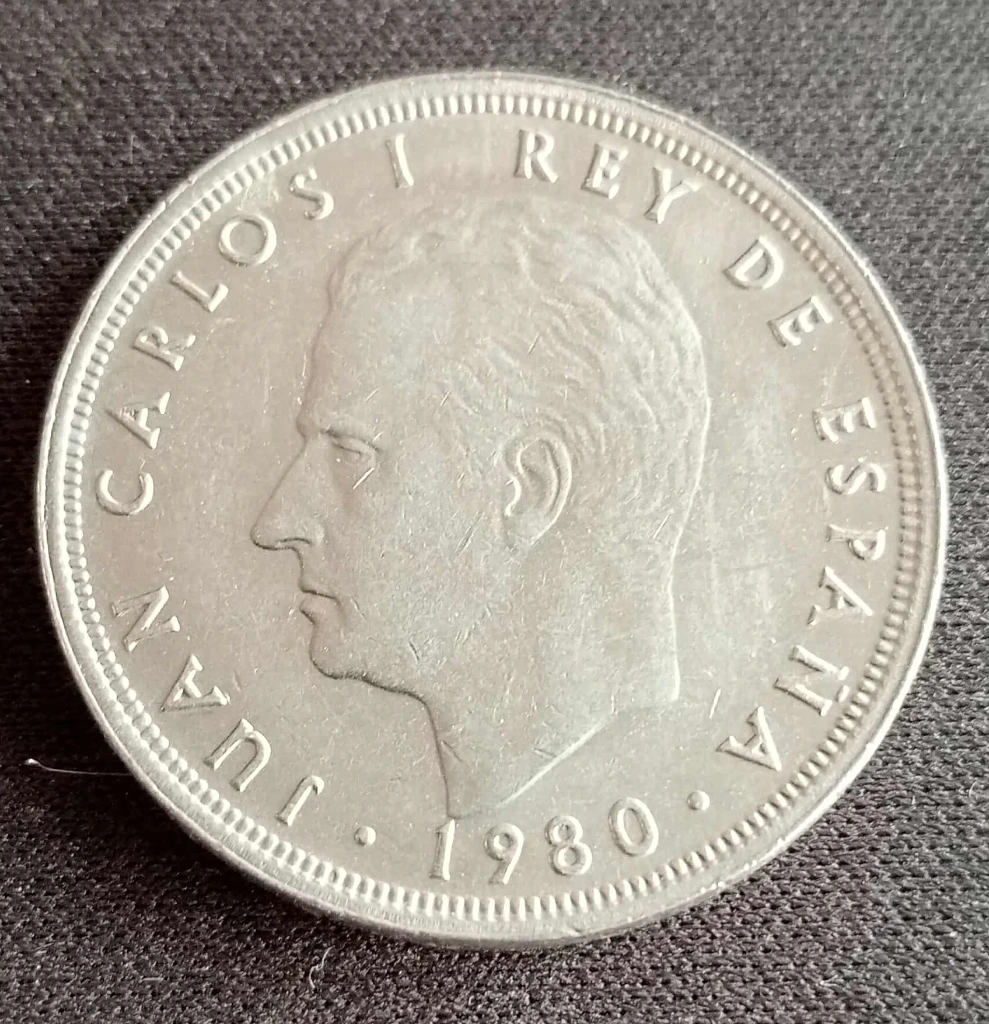 JUAN CARLOS I REY DE ESPAÑA
· 1980 ·